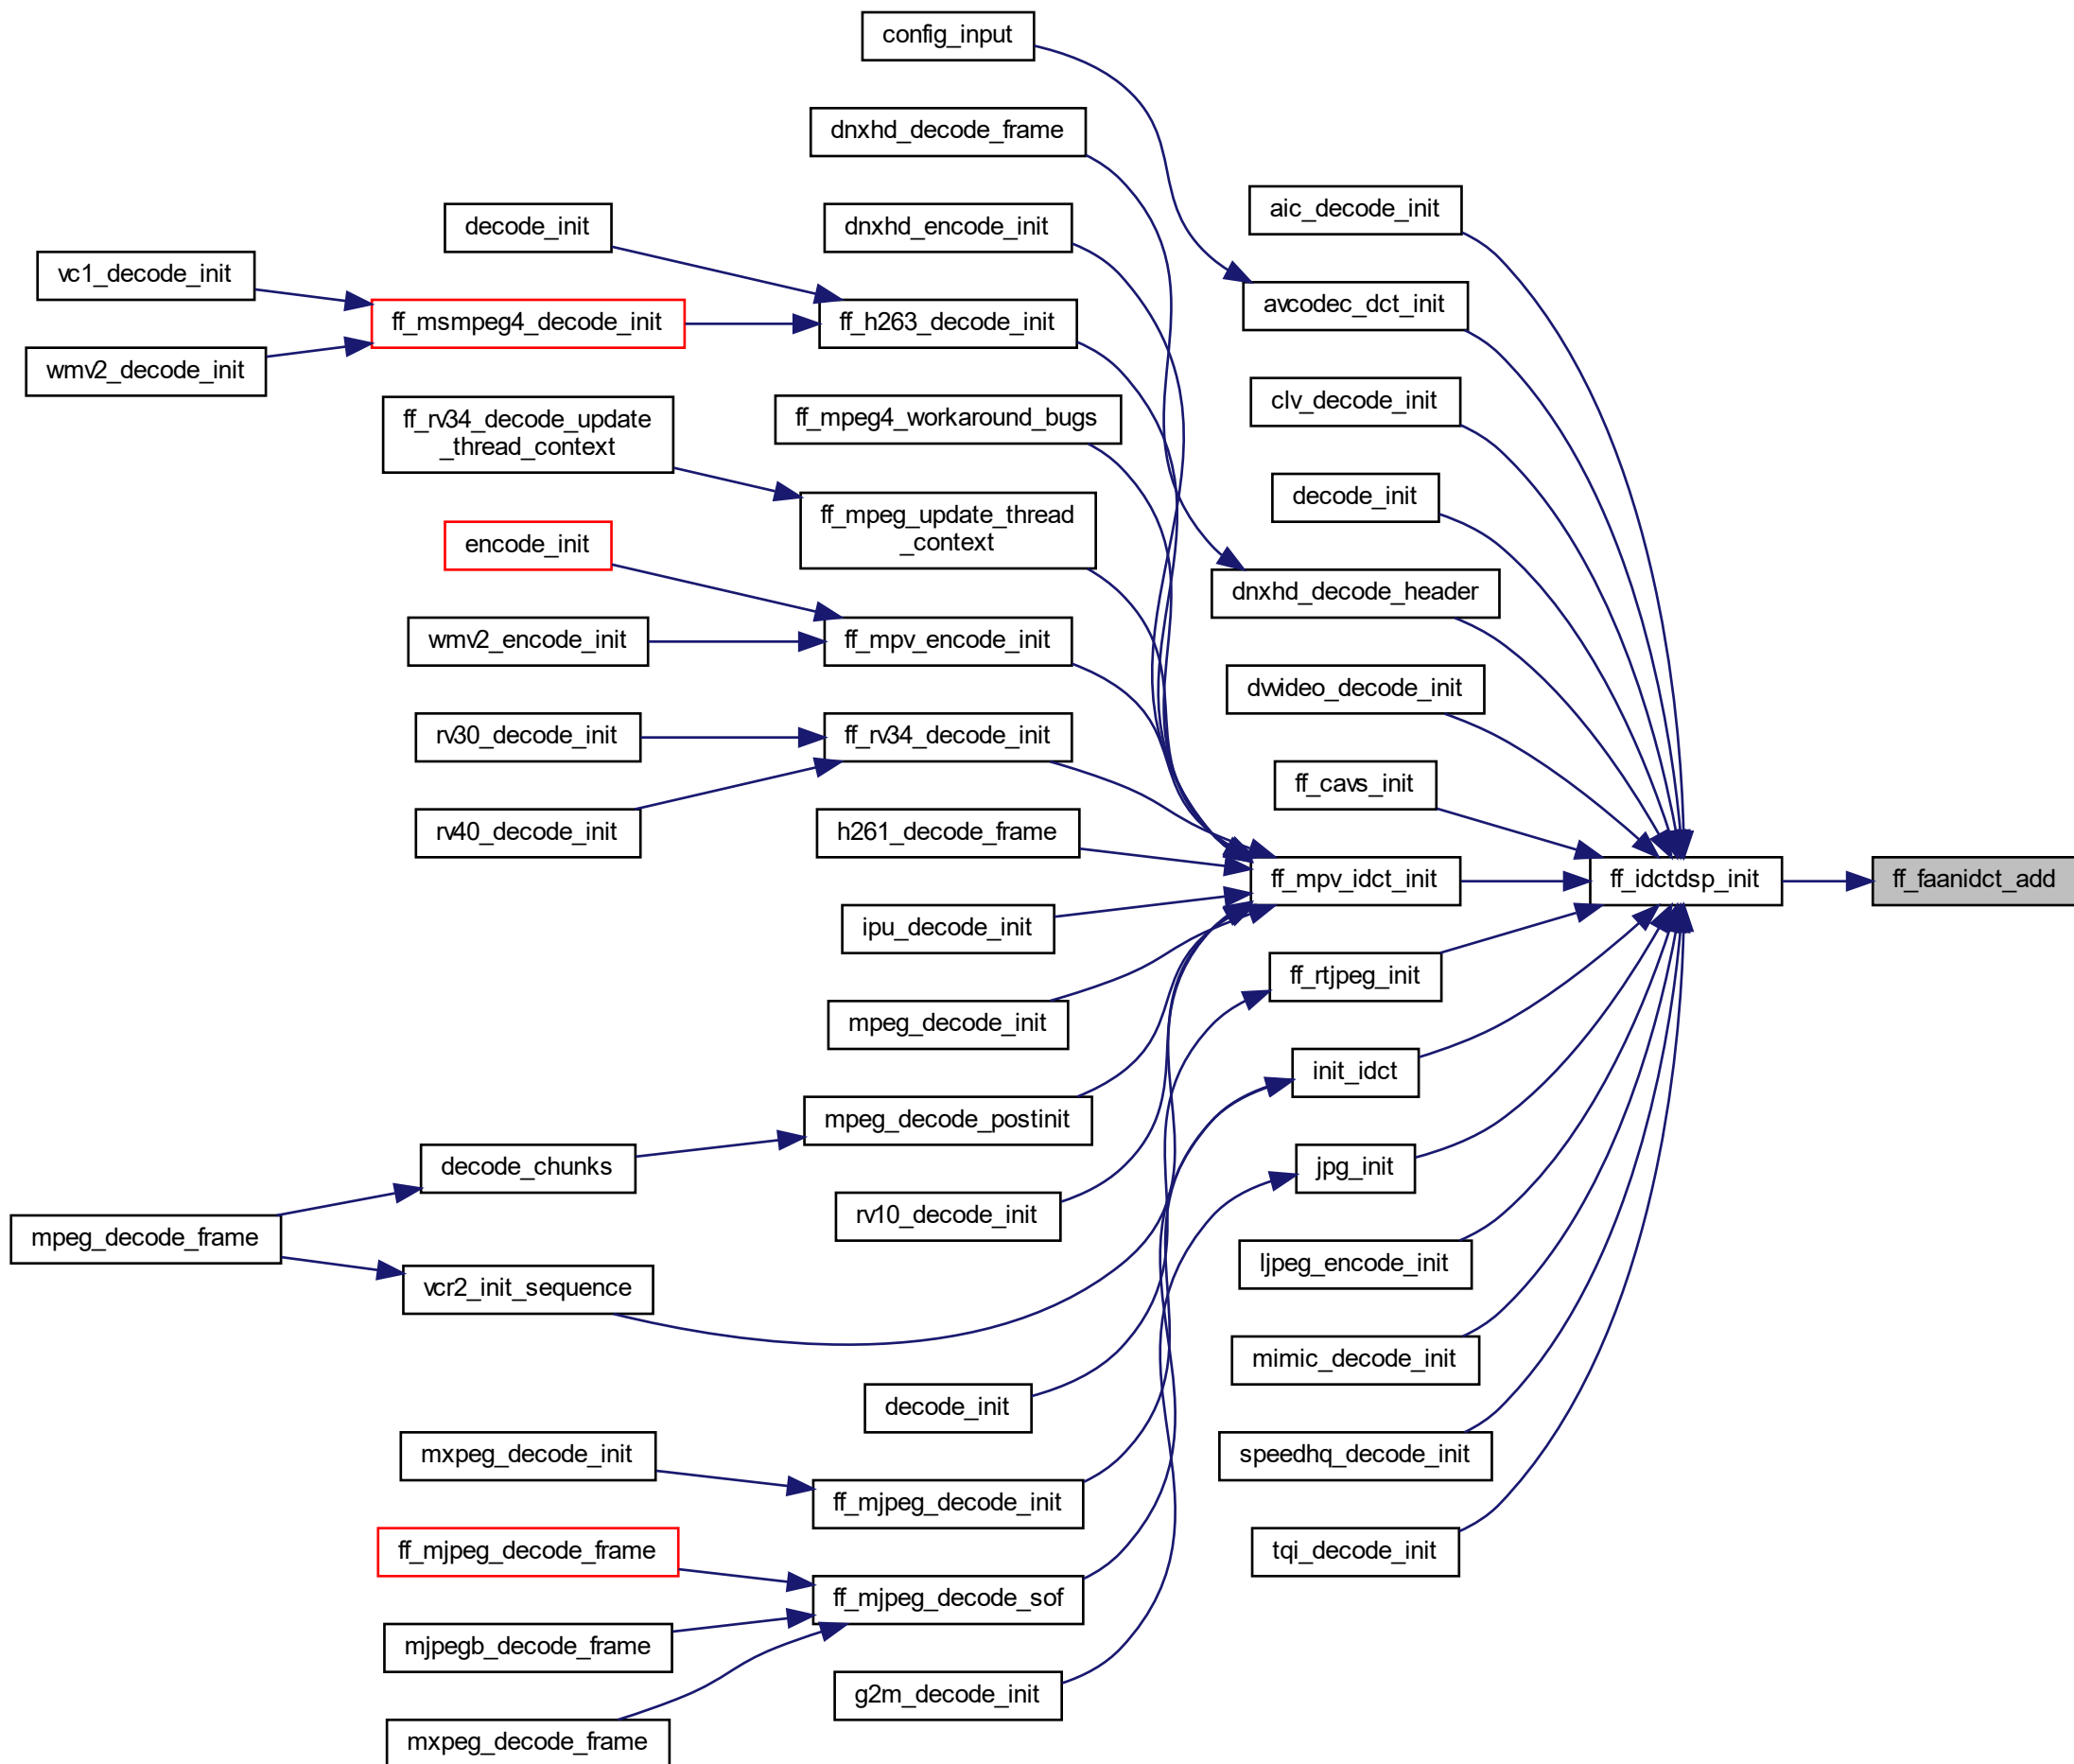 config_input
dnxhd_decode_frame
aic_decode_init
decode_init
dnxhd_encode_init
vc1_decode_init
avcodec_dct_init
ff_msmpeg4_decode_init
ff_h263_decode_init
wmv2_decode_init
clv_decode_init
ff_rv34_decode_update
_thread_context
ff_mpeg4_workaround_bugs
decode_init
ff_mpeg_update_thread
_context
encode_init
dnxhd_decode_header
wmv2_encode_init
ff_mpv_encode_init
dvvideo_decode_init
rv30_decode_init
ff_rv34_decode_init
ff_cavs_init
rv40_decode_init
h261_decode_frame
ff_mpv_idct_init
ff_idctdsp_init
ff_faanidct_add
ipu_decode_init
ff_rtjpeg_init
mpeg_decode_init
init_idct
mpeg_decode_postinit
decode_chunks
jpg_init
rv10_decode_init
mpeg_decode_frame
ljpeg_encode_init
vcr2_init_sequence
mimic_decode_init
decode_init
mxpeg_decode_init
speedhq_decode_init
ff_mjpeg_decode_init
ff_mjpeg_decode_frame
tqi_decode_init
ff_mjpeg_decode_sof
mjpegb_decode_frame
g2m_decode_init
mxpeg_decode_frame